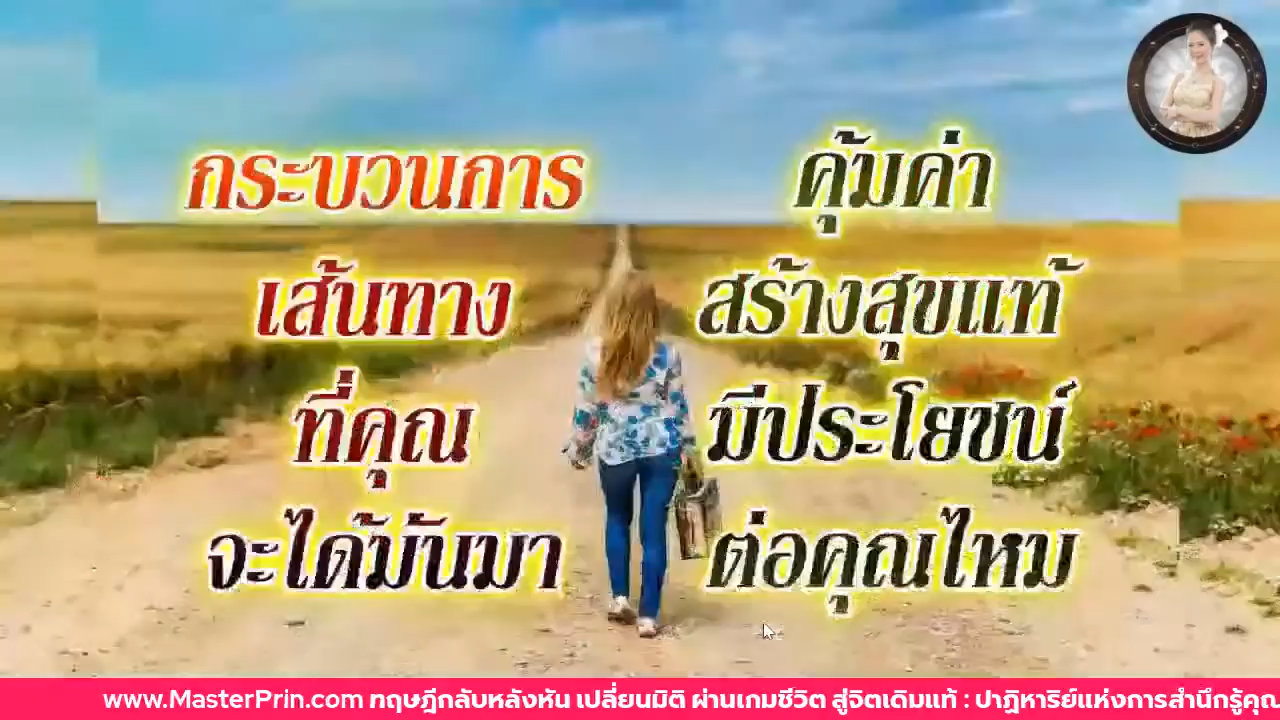 กระบวนการ
เส้นทาง
ที่คุณ
จะได้มันมา
คุ้มค่า
สร้างสุขแท้
มีประโยชน์
ต่อคุณไหม
www.MasterPrin.com ทฤษฎีกลับหลังหัน เปลี่ยนมิติ ผ่านเกมชีวิต สู่จิตเดิมแท้ : ปาฏิหาริย์แห่งการสำนึกรู้คุณ